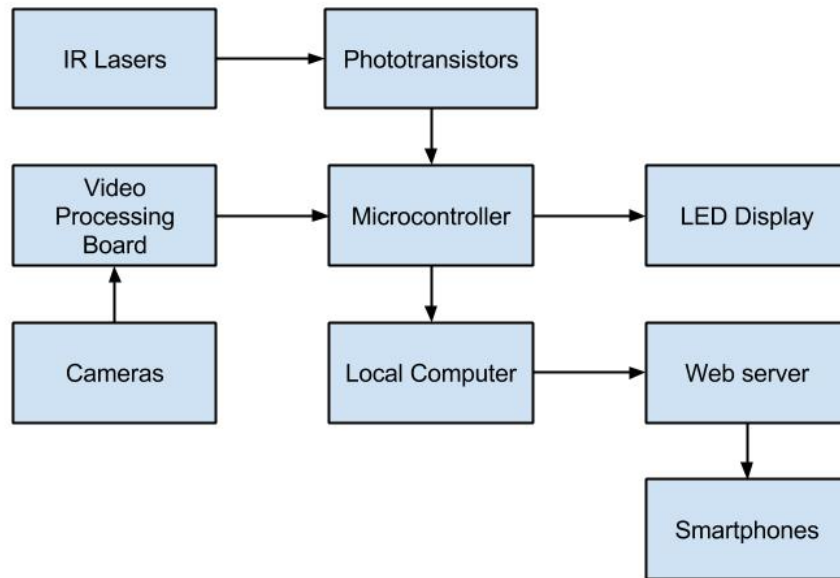 IR Lasers
Phototransistors
Video
Processing
Board
Microcontroller
LED Display
Cameras
Local Computer
Web server
Smartphones